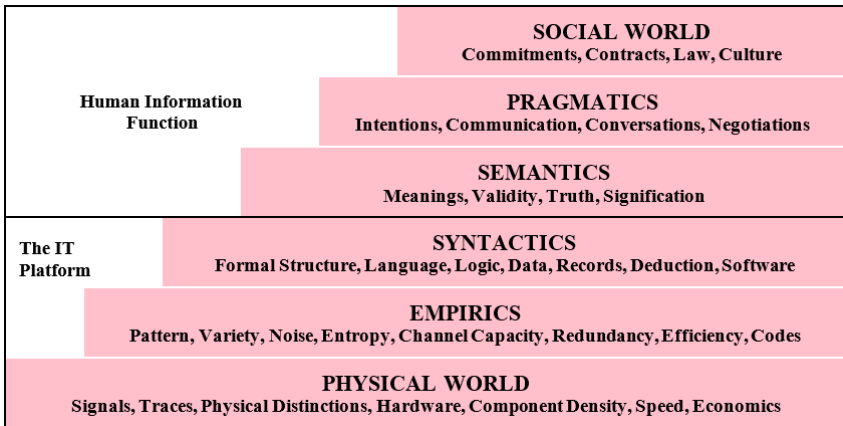 SOCIAL WORLD
Commitments, Contracts, Law, Culture
Human Information
Function
PRAGMATICS
Intentions, Communication, Conversations, Negotiations
SEMANTICS
Meanings, Validity, Truth, Signification
The IT
Platform
SYNTACTICS
Formal Structure, Language, Logic, Data, Records, Deduction, Software
EMPIRICS
Pattern, Variety, Noise, Entropy, Channel Capacity, Redundancy, Efficiency, Codes
PHYSICAL WORLD
Signals, Traces, Physical Distinctions, Hardware, Component Density, Speed, Economics